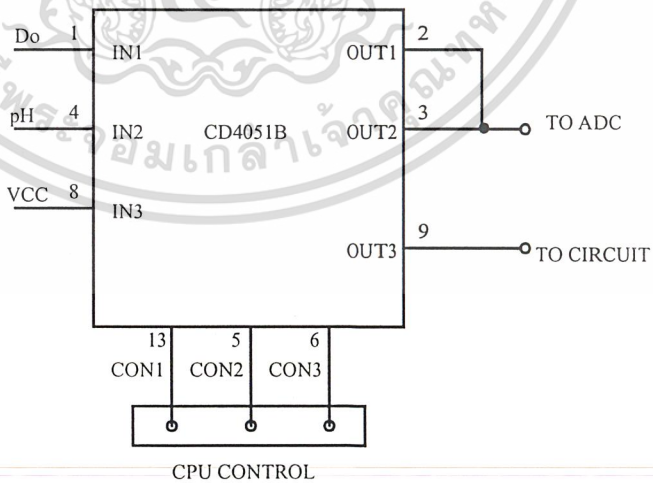 Do 1 IN1 OUT1 2
pH 4 IN2 CD4051B OUT2 3 TO ADC
VCC 8 IN3
OUT3 9 TO CIRCUIT
13 5 6
CON1 CON2 CON3
CPU CONTROL